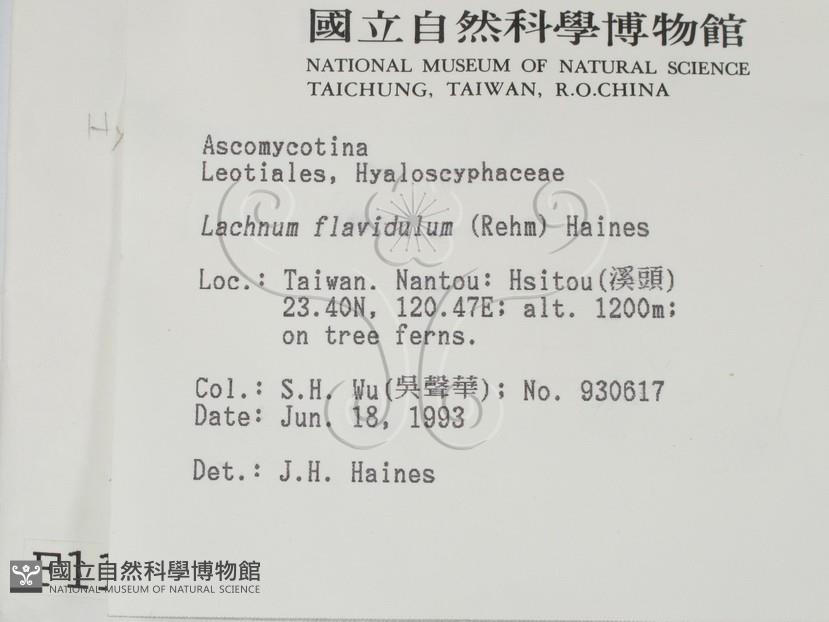 國立自然科學博物館
NATIONAL MUSEUM OF NATURAL SCIENCE
TAICHUNG, TAIWAN, R.O.CHINA
Hy
Ascomycotina
Leotiales, Hyaloscyphaceae
Lachnum flavidulum (Rehm) Haines
Loc.: Taiwan. Nantou: Hsitou(溪頭)
23.40N, 120.47E; alt. 1200m;
on tree ferns.
Col.: S.H. Wu(吳聲華); No. 930617
Date: Jun. 18, 1993
Det.: J.H. Haines
國立自然科學博物館
NATIONAL MUSEUM OF NATURAL SCIENCE